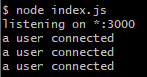 $ node index.js
listening on *:3000
a user connected
a user connected
a user connected